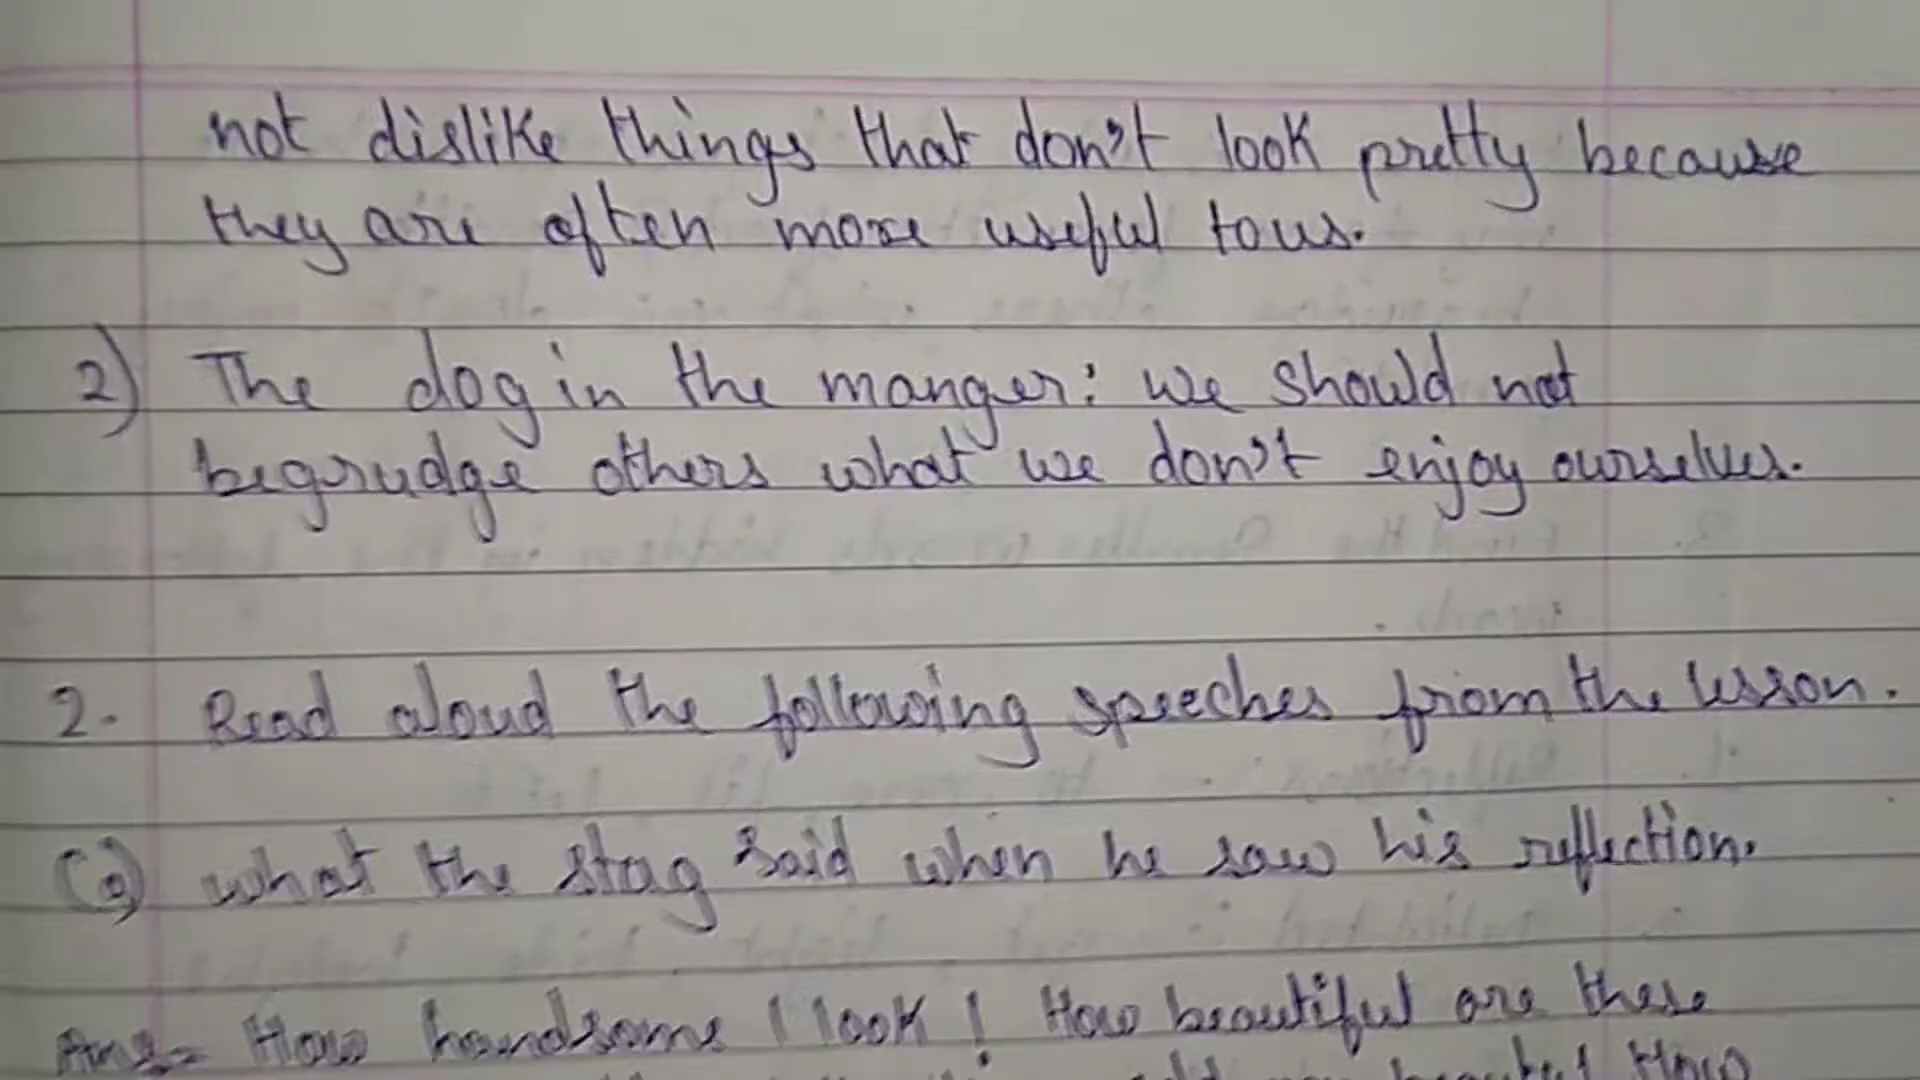 not dislike things that don't look pretty because
they are often more useful to us.
2) The dog in the manger: we should not
begrudge others what we don't enjoy ourselves.
2. Read aloud the following speeches from the lesson.
(a) what the stag said when he saw his reflection.
Ans- How handsome I look! How beautiful are these
How